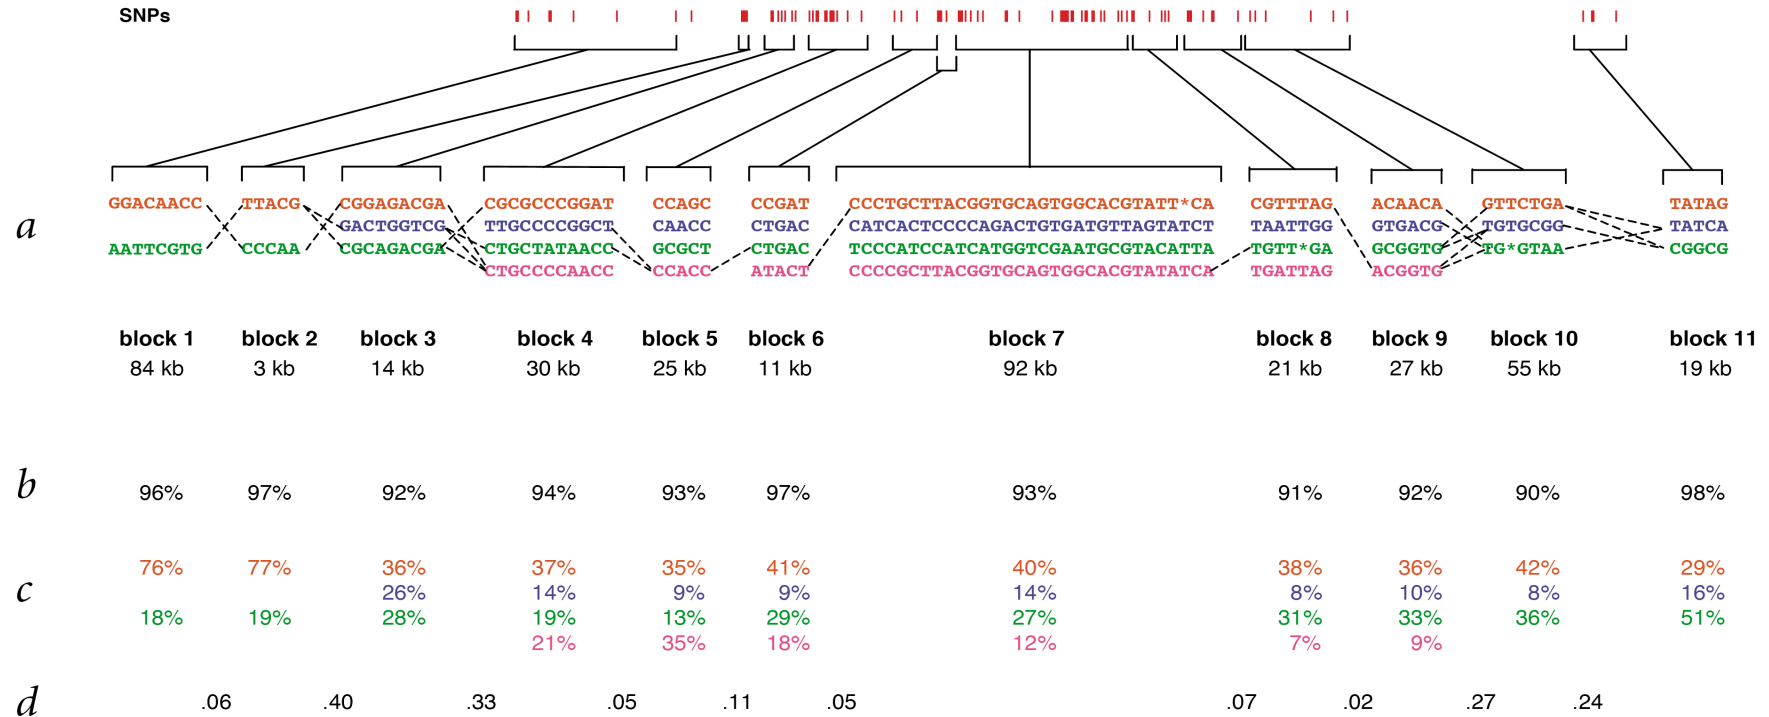 SNPs
a
GGACAACC TTACG CGGAGACGA CGCGCCCGGAT CCAGC CCGAT CCCTGCTTACGGTGCAGTGGCACGTATT*CA CGTTTAG ACAACA GTTCTGA TATAG
GACTGGTCG TTGCCCCGGCT CAACC CTGAC CATCACTCCCCAGACTGTGATGTTAGTATCT TAATTGG GTGACG TGTGCGG TATCA
AATTCGTG CCCAA CGCAGACGA CTGCTATAACC GCGCT CTGAC TCCCATCCATCATGGTCGAATGCGTACATTA TGTT*GA GCGGTG TG*GTAA CGGCG
CTGCCCCAACC CCACC ATACT CCCCGCTTACGGTGCAGTGGCACGTATATCA TGATTAG ACGGTG
block 1 block 2 block 3 block 4 block 5 block 6 block 7 block 8 block 9 block 10 block 11
84 kb 3 kb 14 kb 30 kb 25 kb 11 kb 92 kb 21 kb 27 kb 55 kb 19 kb
b
96% 97% 92% 94% 93% 97% 93% 91% 92% 90% 98%
c
76% 77% 36% 37% 35% 41% 40% 38% 36% 42% 29%
26% 14% 9% 9% 14% 8% 10% 8% 16%
18% 19% 28% 19% 13% 29% 27% 31% 33% 36% 51%
21% 35% 18% 12% 7% 9%
d
.06 .40 .33 .05 .11 .05 .07 .02 .27 .24